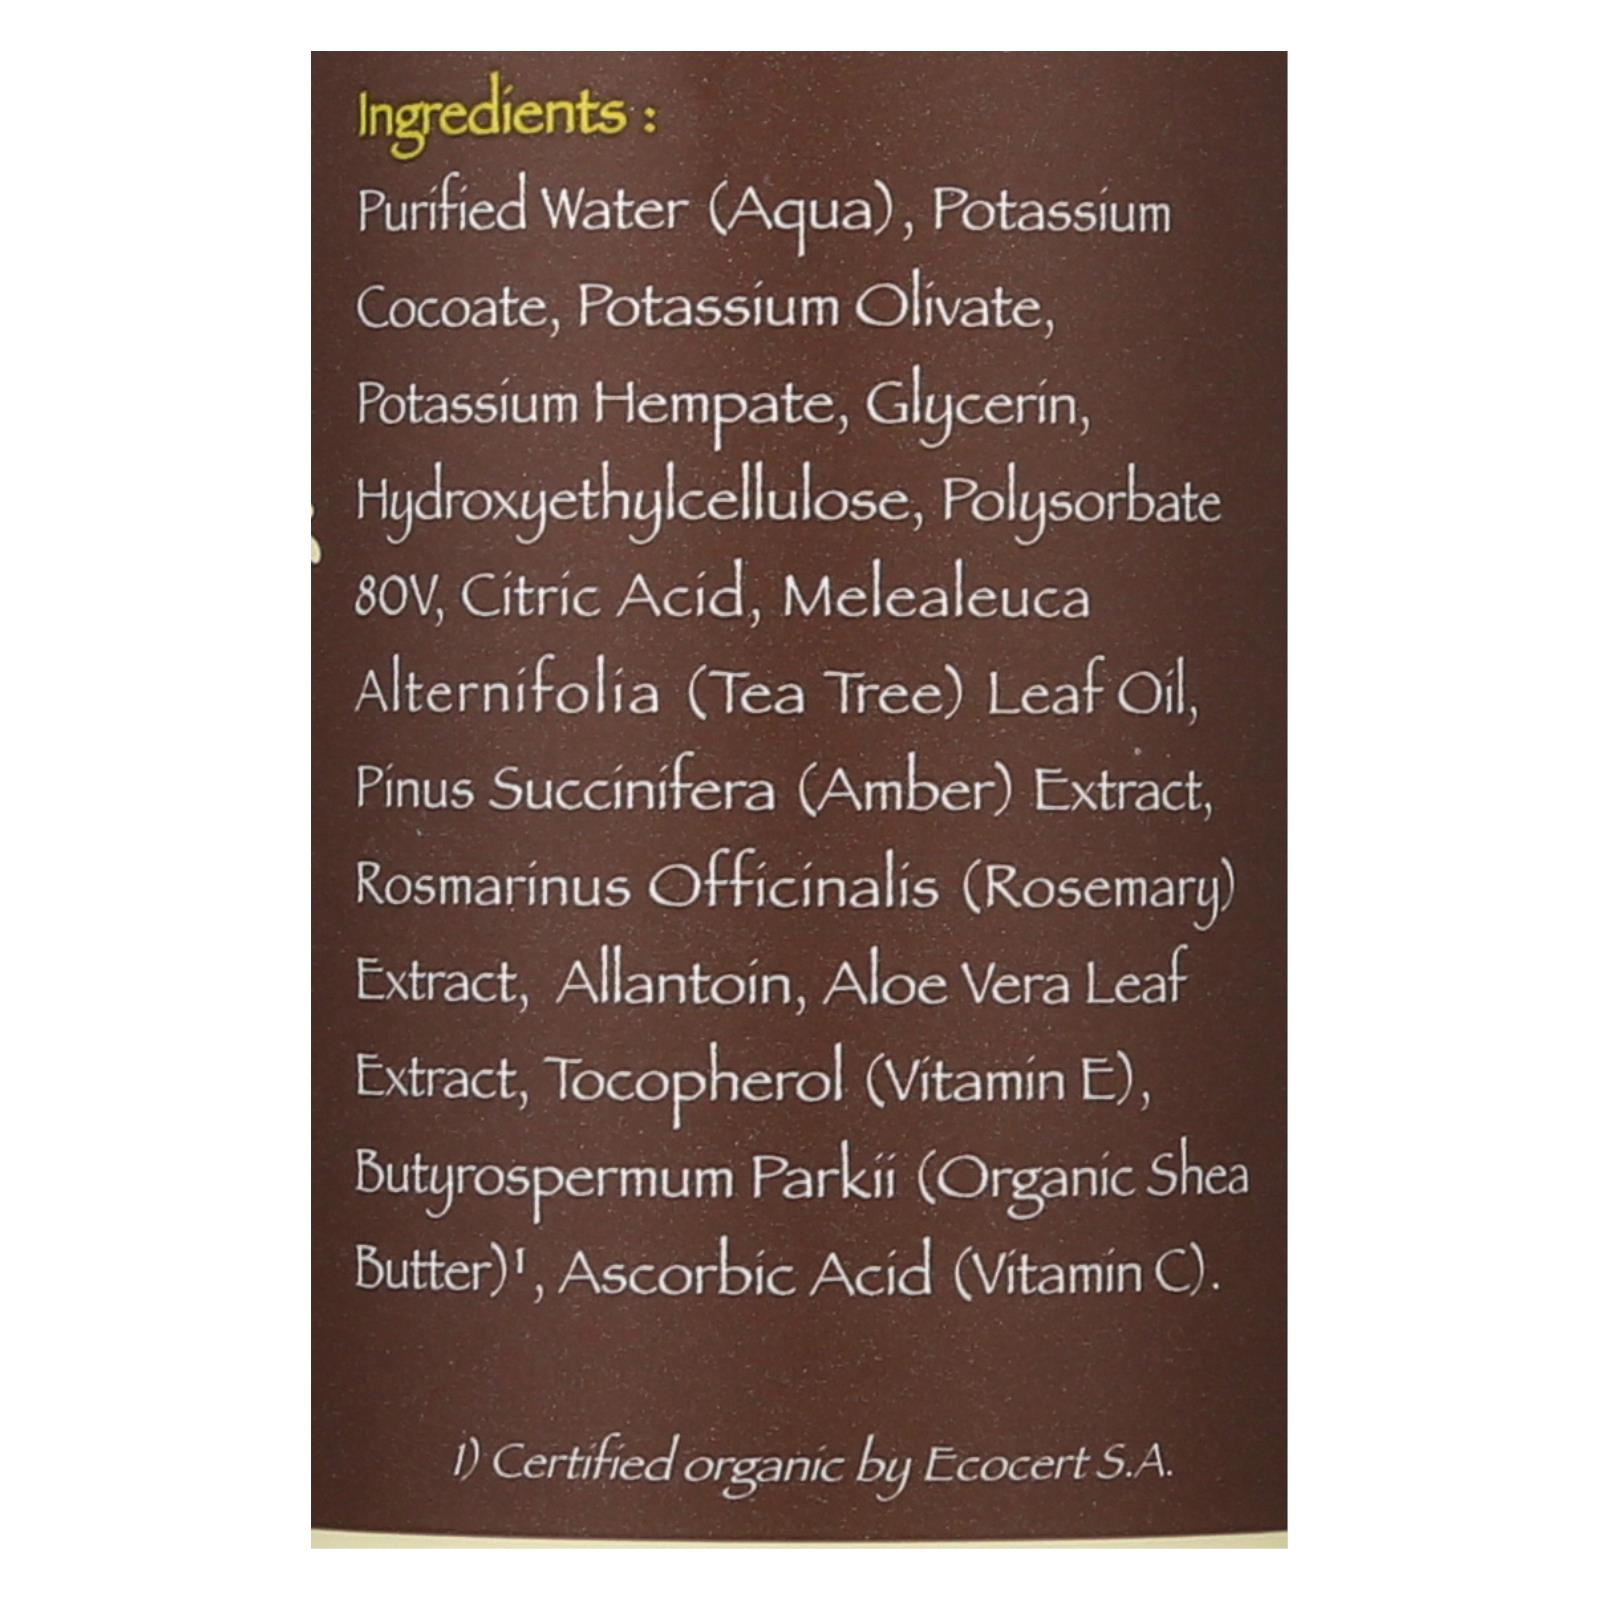 Ingredients :
Purified Water (Aqua), Potassium
Cocoate, Potassium Olivate,
Potassium Hempate, Glycerin,
Hydroxyethylcellulose, Polysorbate
80V, Citric Acid, Melealeuca
Alternifolia (Tea Tree) Leaf Oil,
Pinus Succinifera (Amber) Extract,
Rosmarinus Officinalis (Rosemary)
Extract, Allantoin, Aloe Vera Leaf
Extract, Tocopherol (Vitamin E),
Butyrospermum Parkii (Organic Shea
Butter)¹, Ascorbic Acid (Vitamin C).
1) Certified organic by Ecocert S.A.